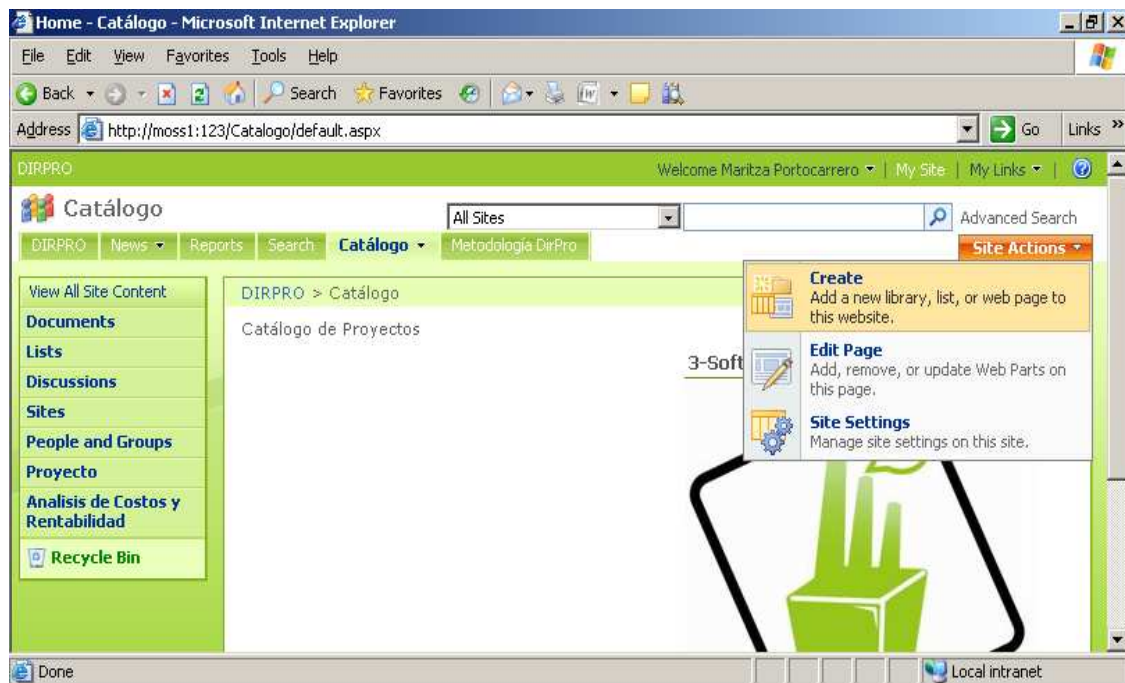 Home - Catálogo - Microsoft Internet Explorer
File Edit View Favorites Tools Help
Back Search Favorites
Address http://moss1:123/Catalogo/default.aspx Go Links »
DIRPRO Welcome Maritza Portocarrero | My Site | My Links |
Catálogo All Sites Advanced Search
DIRPRO News Reports Search Catálogo Metodología DirPro Site Actions
View All Site Content
Documents
Lists
Discussions
Sites
People and Groups
Proyecto
Analisis de Costos y
Rentabilidad
Recycle Bin
DIRPRO > Catálogo
Catálogo de Proyectos
3-Soft
Create
Add a new library, list, or web page to
this website.
Edit Page
Add, remove, or update Web Parts on
this page.
Site Settings
Manage site settings on this site.
Done Local intranet